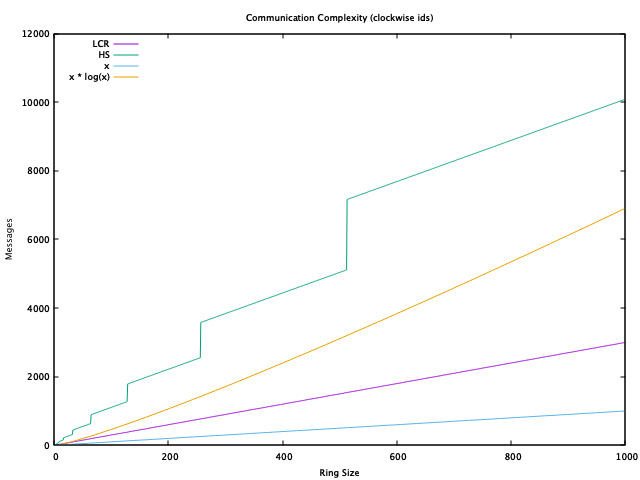 Communication Complexity (clockwise ids)
12000
10000
8000
6000
4000
2000
0
Messages
LCR
HS
x
x * log(x)
0 200 400 600 800 1000
Ring Size